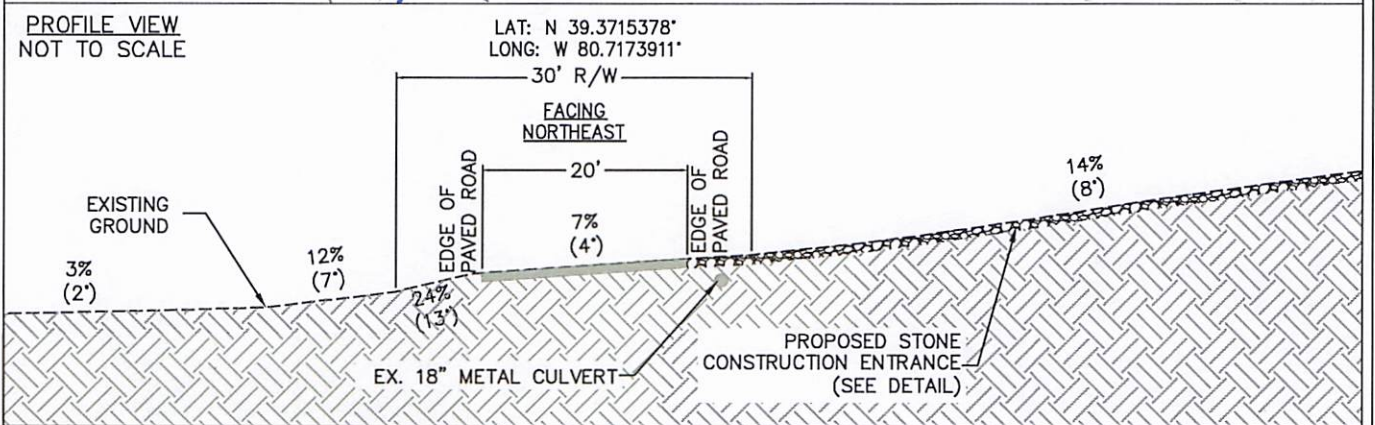 PROFILE VIEW
NOT TO SCALE
LAT: N 39.3715378°
LONG: W 80.7173911°
30' R/W
FACING
NORTHEAST
20'
EDGE OF
PAVED ROAD
EDGE OF
PAVED ROAD
14%
(8°)
EXISTING
GROUND
7%
(4°)
12%
(7°)
3%
(2°)
24%
(13°)
PROPOSED STONE
CONSTRUCTION ENTRANCE
(SEE DETAIL)
EX. 18" METAL CULVERT